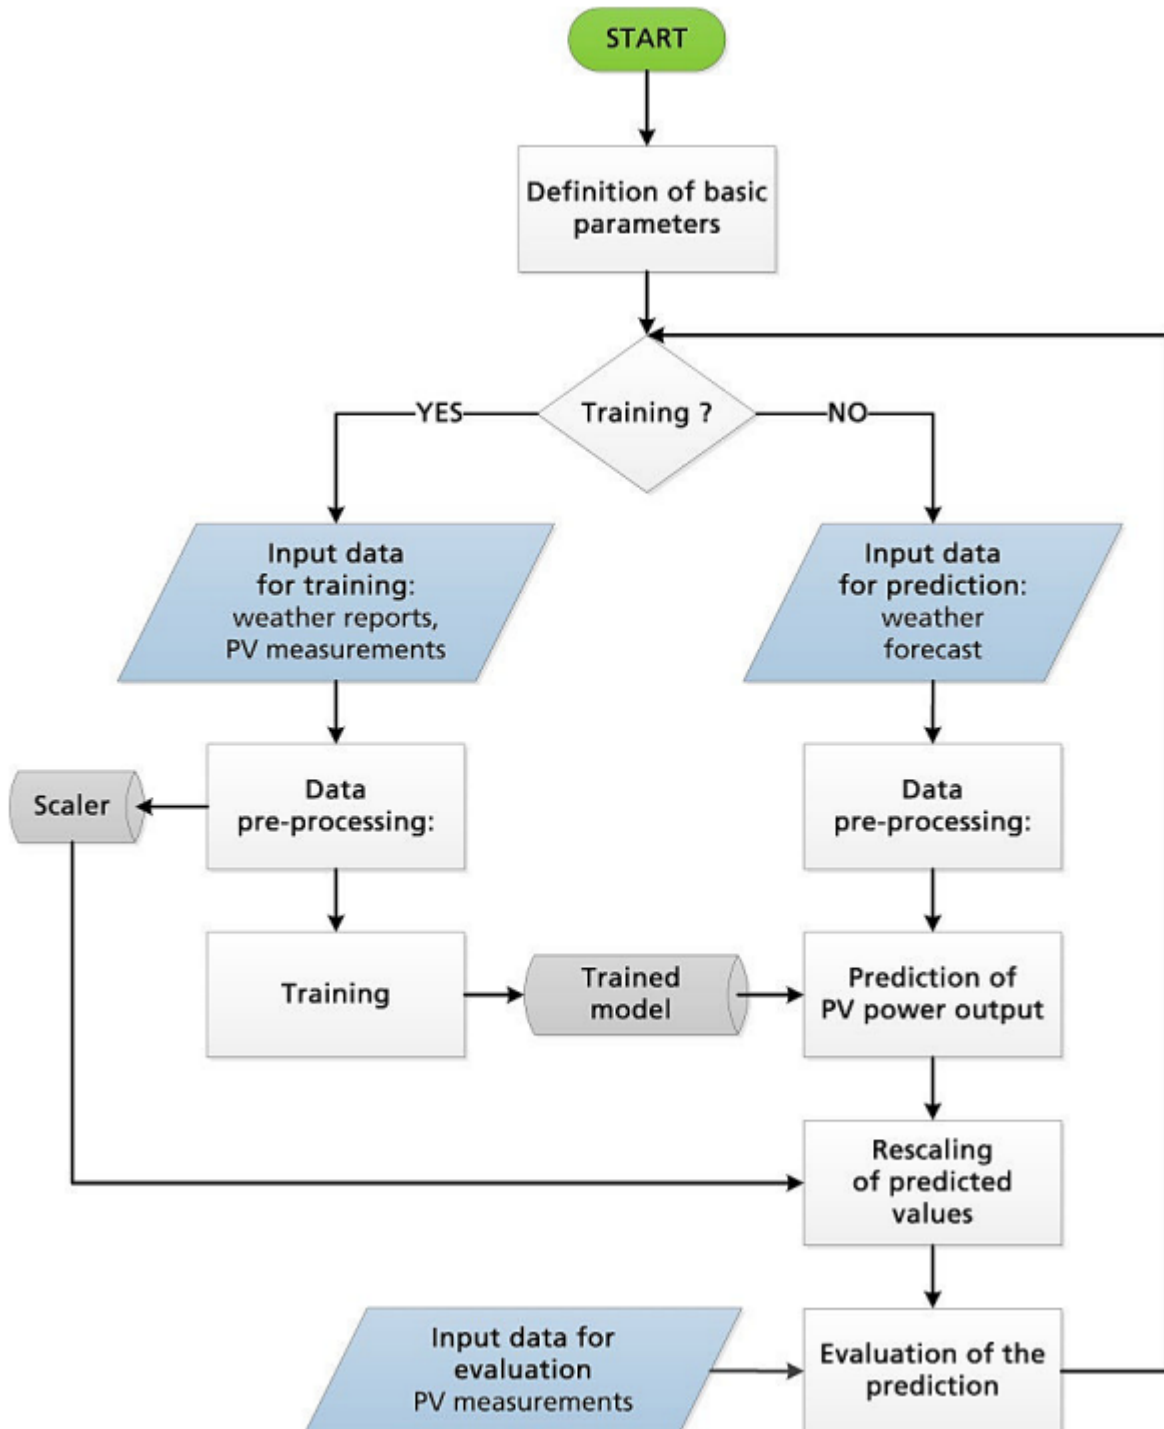 START
Definition of basic
parameters
Training ?
YES
NO
Input data
for training:
weather reports,
PV measurements
Input data
for prediction:
weather
forecast
Scaler
Data
pre-processing:
Data
pre-processing:
Training
Trained
model
Prediction of
PV power output
Rescaling
of predicted
values
Input data for
evaluation
PV measurements
Evaluation of the
prediction